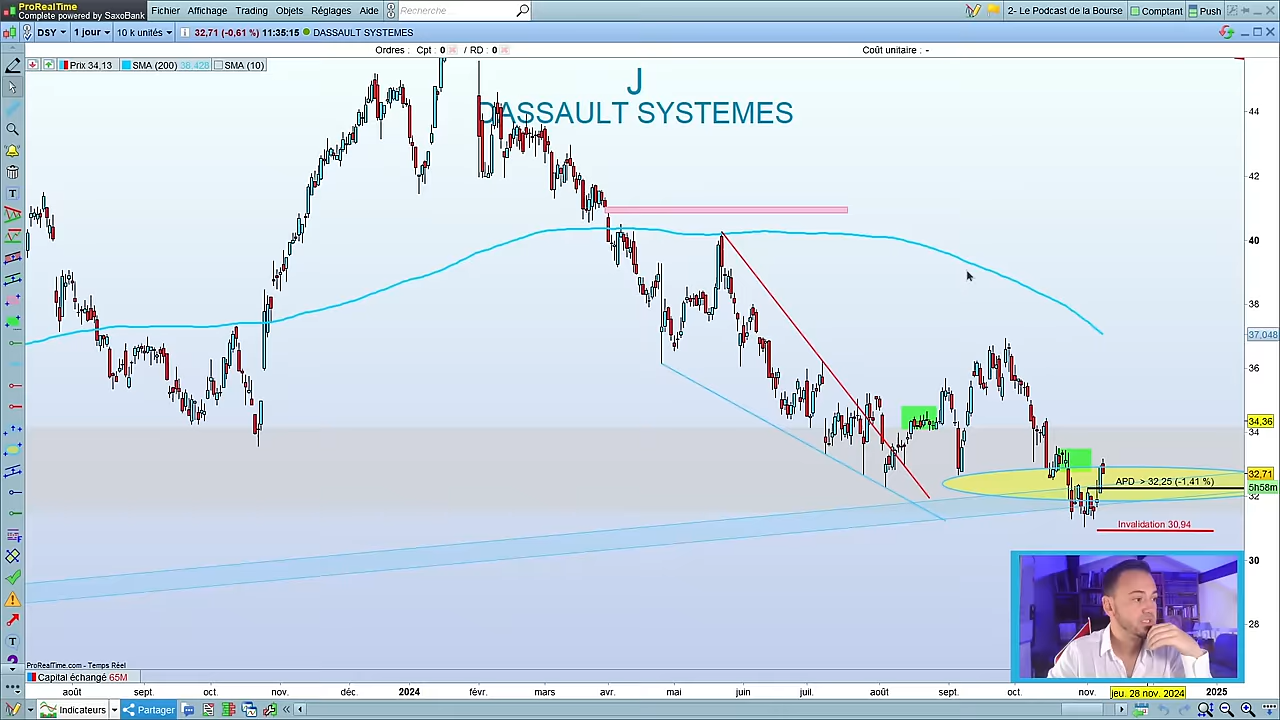 ProRealTime
Complete powered by SaxoBank
Fichier Affichage Trading Objets Réglages Aide Recherche 2- Le Podcast de la Bourse Comptant Push
DSY 1 jour 10 k unités 32,71 (-0,61 %) 11:35:15 DASSAULT SYSTEMES
Ordres : Cpt : 0 / RD : 0 Coût unitaire : -
Prix 34,13 SMA (200) 38.428 SMA (10)
J
DASSAULT SYSTEMES
44
42
40
38
37,048
36
34,36
34
32,71
APD > 32,25 (-1,41 %)
5h58m
32
Invalidation 30,94
30
28
ProRealTime.com - Temps Réel
Capital échangé 65M
août sept. oct. nov. déc. 2024 févr. mars avr. mai juin juil. août sept. oct. nov. jeu. 28 nov. 2024 2025
Indicateurs Partager